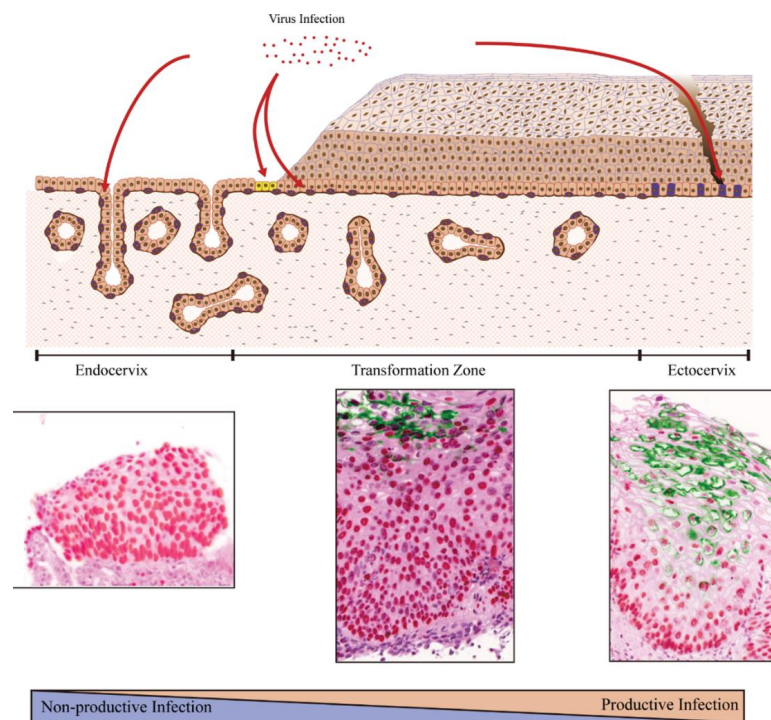 Virus Infection
Endocervix
Transformation Zone
Ectocervix
Non-productive Infection
Productive Infection